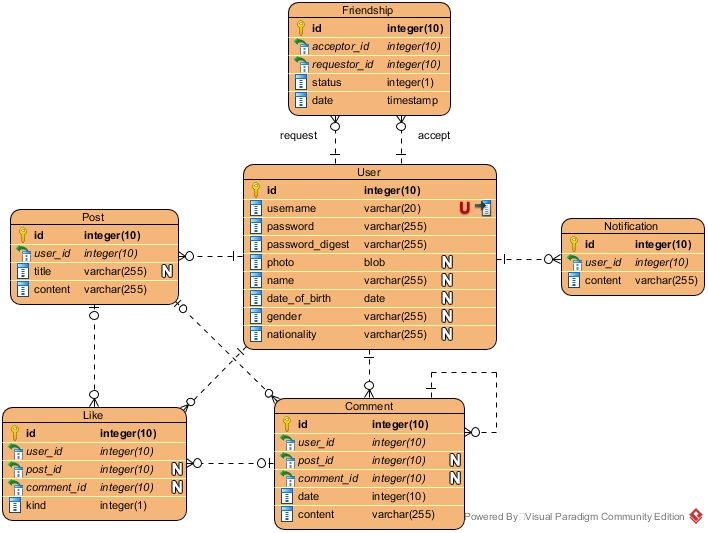 Friendship
id integer(10)
acceptor_id integer(10)
requestor_id integer(10)
status integer(1)
date timestamp
request accept
User
id integer(10)
username varchar(20) U
password varchar(255)
password_digest varchar(255)
photo blob N
name varchar(255) N
date_of_birth date N
gender varchar(255) N
nationality varchar(255) N
Post
id integer(10)
user_id integer(10)
title varchar(255) N
content varchar(255)
Notification
id integer(10)
user_id integer(10)
content varchar(255)
Like
id integer(10)
user_id integer(10)
post_id integer(10) N
comment_id integer(10) N
kind integer(1)
Comment
id integer(10)
user_id integer(10)
post_id integer(10) N
comment_id integer(10) N
date integer(10)
content varchar(255)
Powered By Visual Paradigm Community Edition